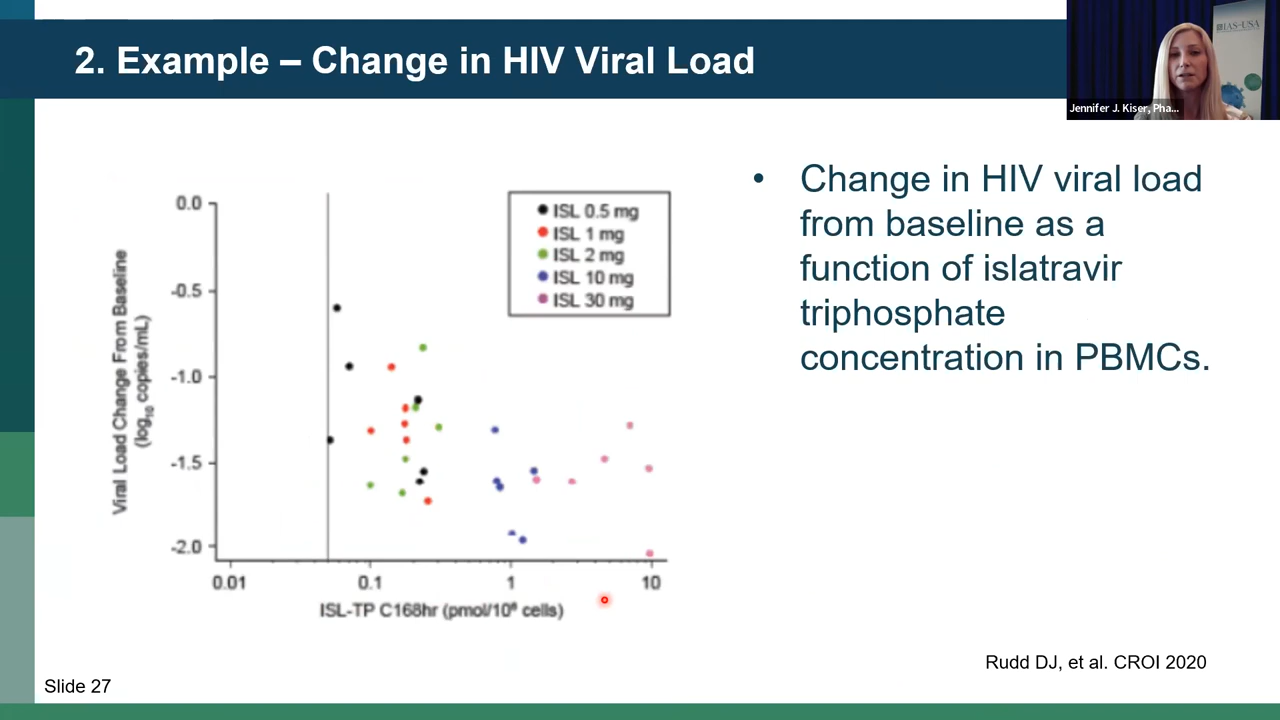 2. Example – Change in HIV Viral Load
IAS–USA
Jennifer J. Kiser, Pha...
Change in HIV viral load
from baseline as a
function of islatravir
triphosphate
concentration in PBMCs.
Viral Load Change From Baseline
(log10 copies/mL)
0.0
-0.5
-1.0
-1.5
-2.0
ISL 0.5 mg
ISL 1 mg
ISL 2 mg
ISL 10 mg
ISL 30 mg
0.01 0.1 1 10
ISL-TP C168hr (pmol/10⁶ cells)
Rudd DJ, et al. CROI 2020
Slide 27